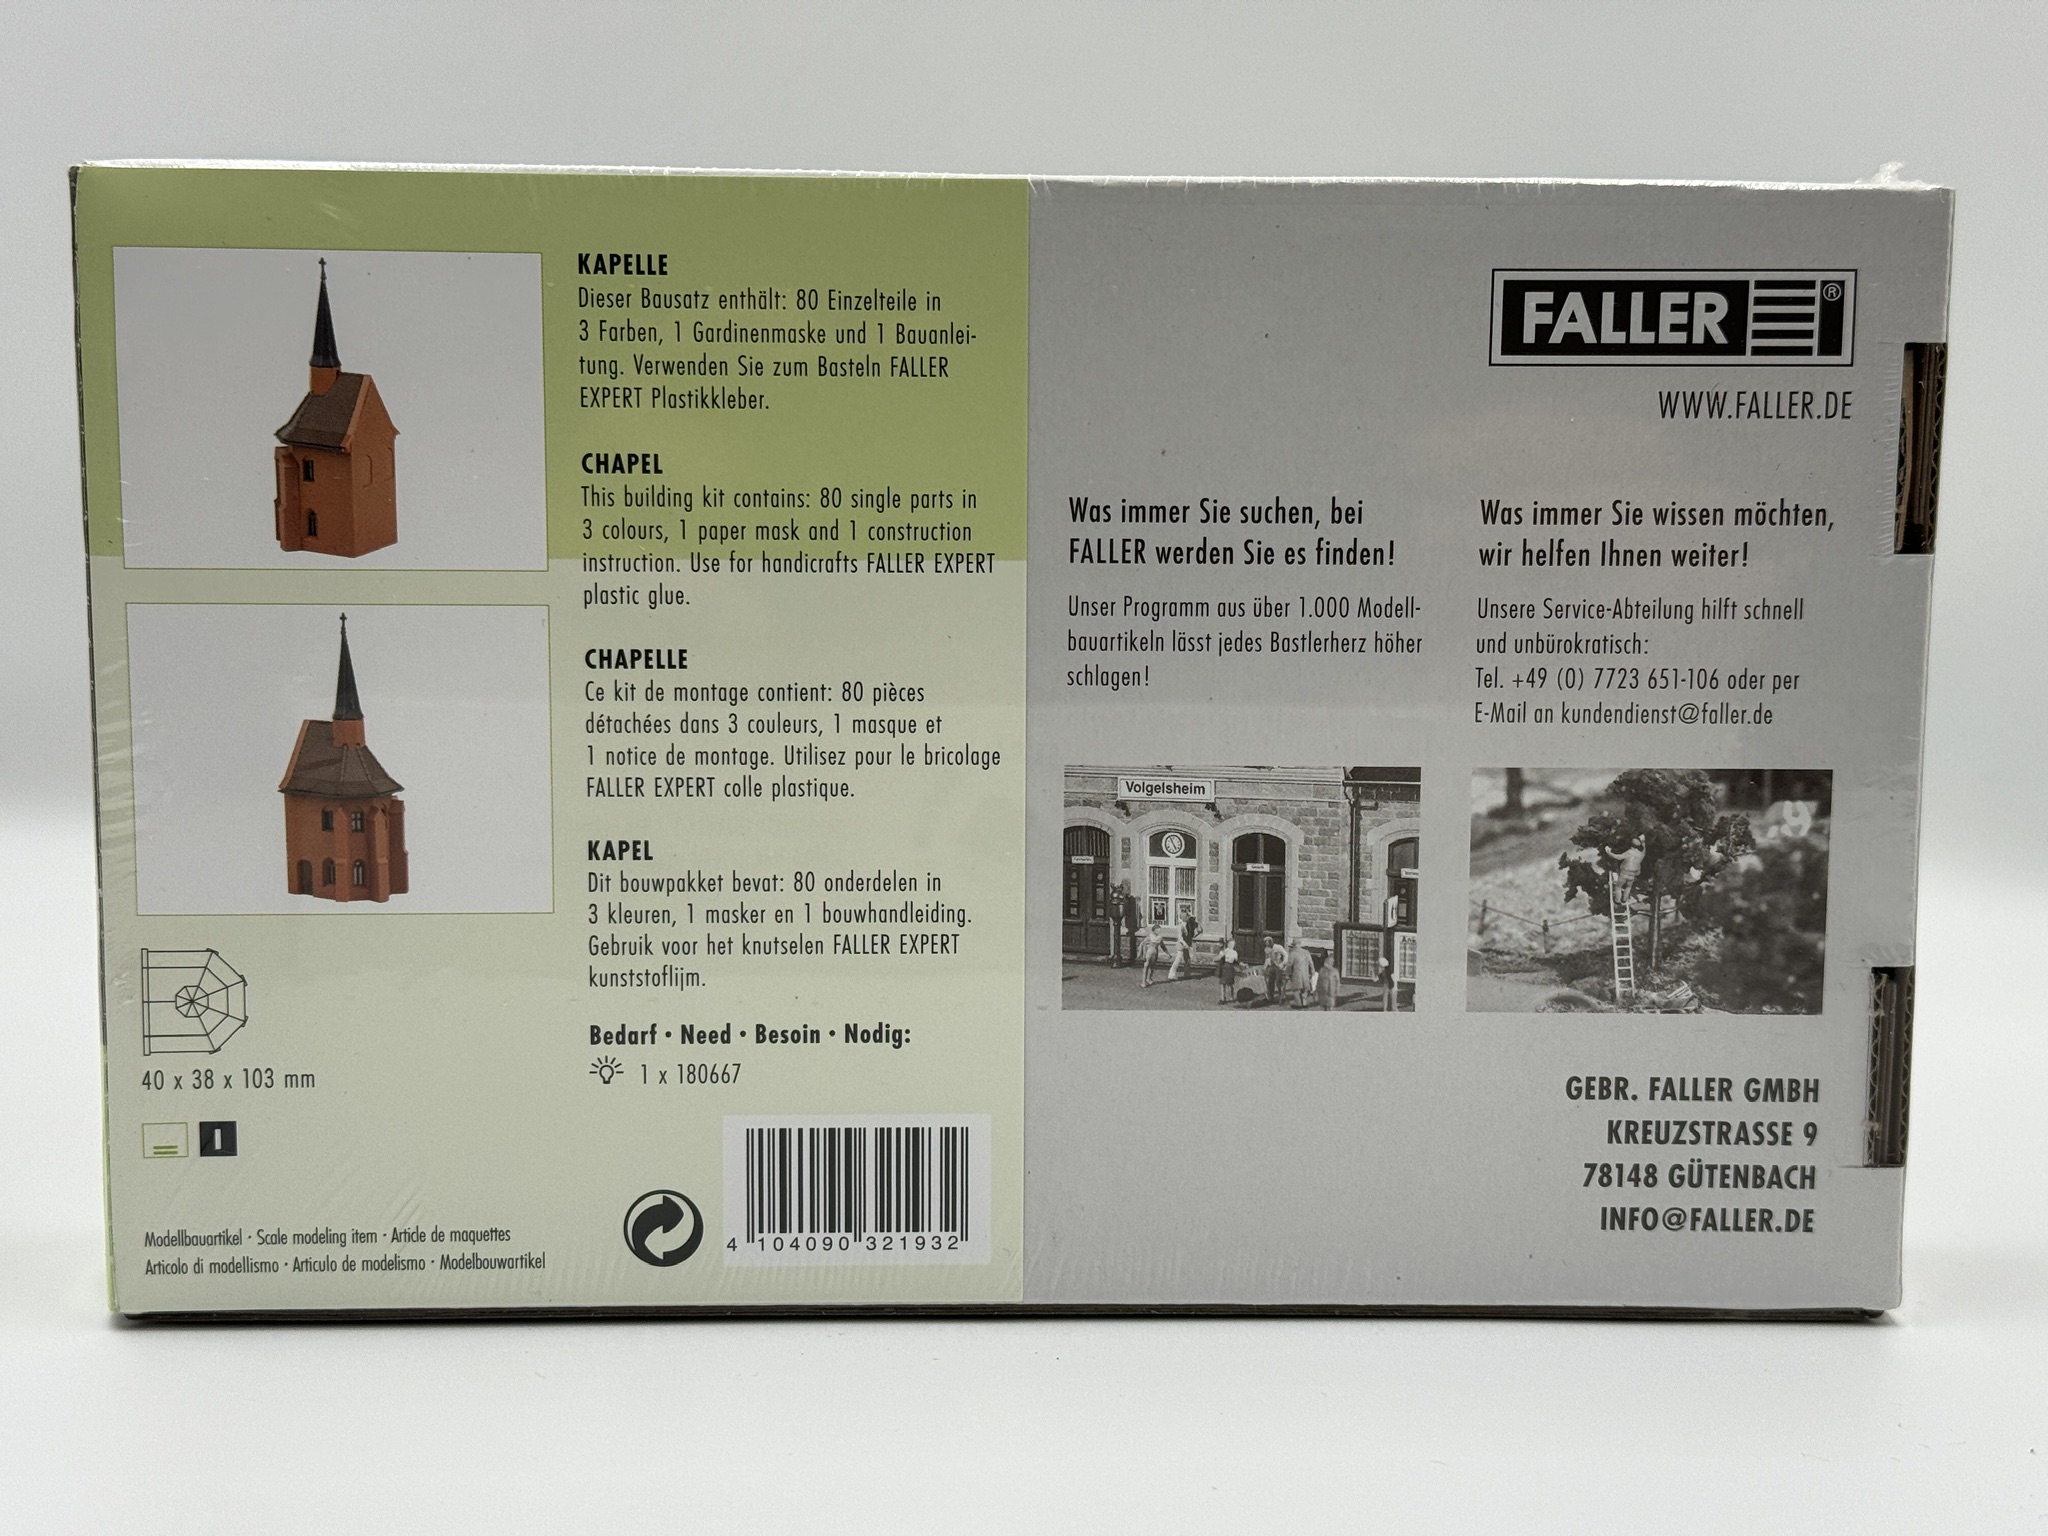 KAPELLE
Dieser Bausatz enthält: 80 Einzelteile in
3 Farben, 1 Gardinenmaske und 1 Bauanlei-
tung. Verwenden Sie zum Basteln FALLER
EXPERT Plastikkleber.
CHAPEL
This building kit contains: 80 single parts in
3 colours, 1 paper mask and 1 construction
instruction. Use for handicrafts FALLER EXPERT
plastic glue.
CHAPELLE
Ce kit de montage contient: 80 pièces
détachées dans 3 couleurs, 1 masque et
1 notice de montage. Utilisez pour le bricolage
FALLER EXPERT colle plastique.
KAPEL
Dit bouwpakket bevat: 80 onderdelen in
3 kleuren, 1 masker en 1 bouwhandleiding.
Gebruik voor het knutselen FALLER EXPERT
kunststoflijm.
Bedarf • Need • Besoin • Nodig:
1 x 180667
40 x 38 x 103 mm
I
Modellbauartikel · Scale modeling item · Article de maquettes
Articolo di modellismo · Articulo de modelismo · Modelbouwartikel
4 104090 321932
FALLER ®
WWW.FALLER.DE
Was immer Sie suchen, bei
FALLER werden Sie es finden!
Unser Programm aus über 1.000 Modell-
bauartikeln lässt jedes Bastlerherz höher
schlagen!
Volgelsheim
Was immer Sie wissen möchten,
wir helfen Ihnen weiter!
Unsere Service-Abteilung hilft schnell
und unbürokratisch:
Tel. +49 (0) 7723 651-106 oder per
E-Mail an kundendienst@faller.de
GEBR. FALLER GMBH
KREUZSTRASSE 9
78148 GÜTENBACH
INFO@FALLER.DE